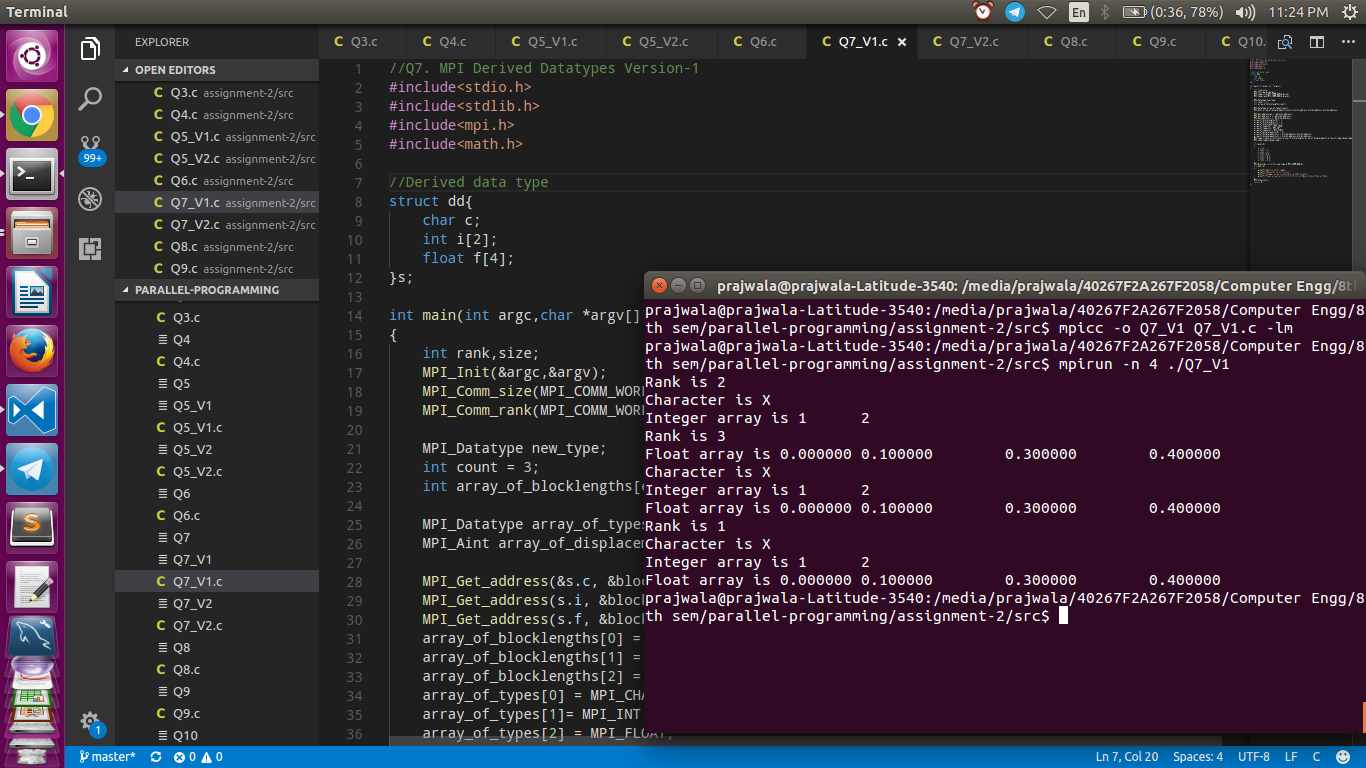 Terminal
En
(0:36, 78%)
11:24 PM
EXPLORER
OPEN EDITORS
C Q3.c assignment-2/src
C Q4.c assignment-2/src
C Q5_V1.c assignment-2/src
C Q5_V2.c assignment-2/src
C Q6.c assignment-2/src
C Q7_V1.c assignment-2/src
C Q7_V2.c assignment-2/src
C Q8.c assignment-2/src
C Q9.c assignment-2/src
PARALLEL-PROGRAMMING
C Q3.c
Q4
C Q4.c
Q5
Q5_V1
C Q5_V1.c
Q5_V2
C Q5_V2.c
Q6
C Q6.c
Q7
Q7_V1
C Q7_V1.c
Q7_V2
C Q7_V2.c
Q8
C Q8.c
Q9
C Q9.c
Q10
99+
1
C Q3.c C Q4.c C Q5_V1.c C Q5_V2.c C Q6.c C Q7_V1.c C Q7_V2.c C Q8.c C Q9.c C Q10.
1 //Q7. MPI Derived Datatypes Version-1
2 #include<stdio.h>
3 #include<stdlib.h>
4 #include<mpi.h>
5 #include<math.h>
6
7 //Derived data type
8 struct dd{
9 char c;
10 int i[2];
11 float f[4];
12 }s;
13
14 int main(int argc,char *argv[]
15 {
16 int rank,size;
17 MPI_Init(&argc,&argv);
18 MPI_Comm_size(MPI_COMM_WOR
19 MPI_Comm_rank(MPI_COMM_WOR
20
21 MPI_Datatype new_type;
22 int count = 3;
23 int array_of_blocklengths[
24
25 MPI_Datatype array_of_types
26 MPI_Aint array_of_displacem
27
28 MPI_Get_address(&s.c, &bloc
29 MPI_Get_address(s.i, &block
30 MPI_Get_address(s.f, &block
31 array_of_blocklengths[0] =
32 array_of_blocklengths[1] =
33 array_of_blocklengths[2] =
34 array_of_types[0] = MPI_CHA
35 array_of_types[1]= MPI_INT
36 array_of_types[2] = MPI_FLOAT;
prajwala@prajwala-Latitude-3540: /media/prajwala/40267F2A267F2058/Computer Engg/8th
prajwala@prajwala-Latitude-3540:/media/prajwala/40267F2A267F2058/Computer Engg/8
th sem/parallel-programming/assignment-2/src$ mpicc -o Q7_V1 Q7_V1.c -lm
prajwala@prajwala-Latitude-3540:/media/prajwala/40267F2A267F2058/Computer Engg/8
th sem/parallel-programming/assignment-2/src$ mpirun -n 4 ./Q7_V1
Rank is 2
Character is X
Integer array is 1 2
Rank is 3
Float array is 0.000000 0.100000 0.300000 0.400000
Character is X
Integer array is 1 2
Float array is 0.000000 0.100000 0.300000 0.400000
Rank is 1
Character is X
Integer array is 1 2
Float array is 0.000000 0.100000 0.300000 0.400000
prajwala@prajwala-Latitude-3540:/media/prajwala/40267F2A267F2058/Computer Engg/8
th sem/parallel-programming/assignment-2/src$
master* 0 0
Ln 7, Col 20 Spaces: 4 UTF-8 LF C